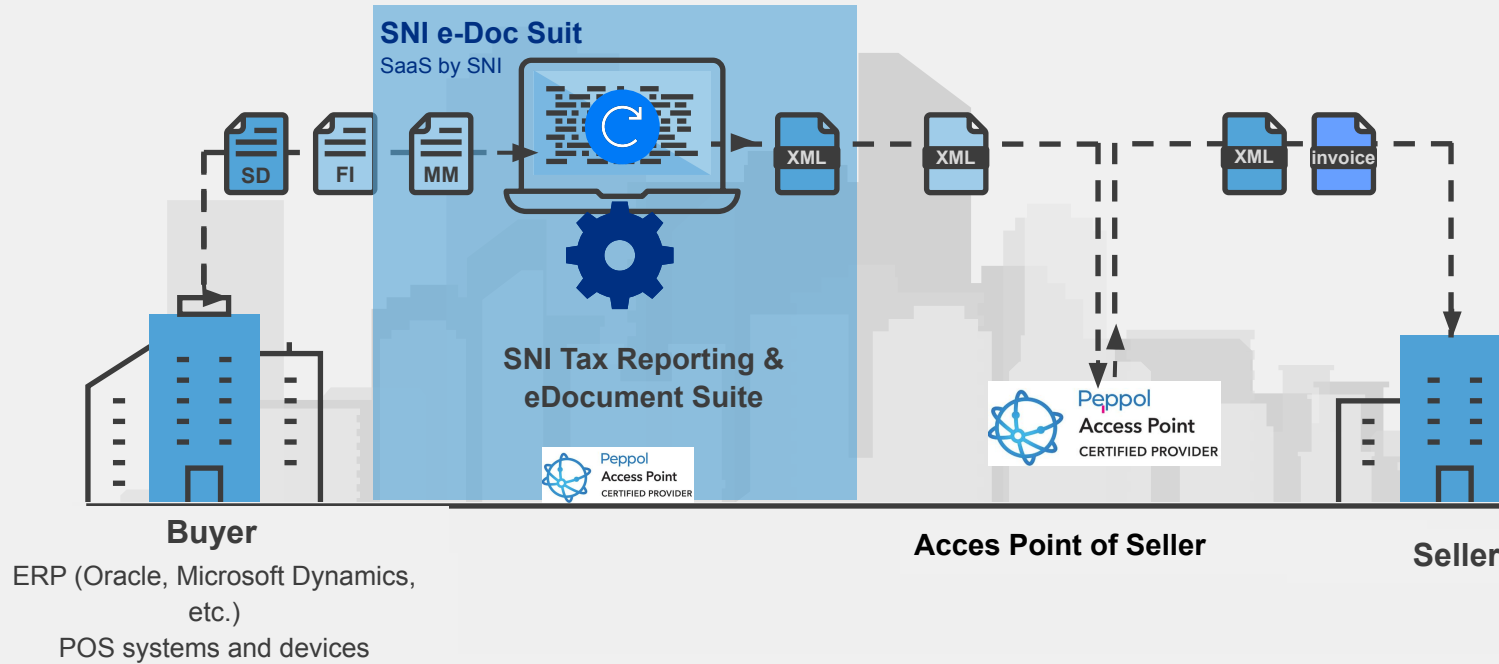 SNI e-Doc Suit
SaaS by SNI
SD
FI
MM
XML
XML
XML
invoice
SNI Tax Reporting &
eDocument Suite
Peppol
Access Point
CERTIFIED PROVIDER
Peppol
Access Point
CERTIFIED PROVIDER
Buyer
ERP (Oracle, Microsoft Dynamics,
etc.)
POS systems and devices
Acces Point of Seller
Seller